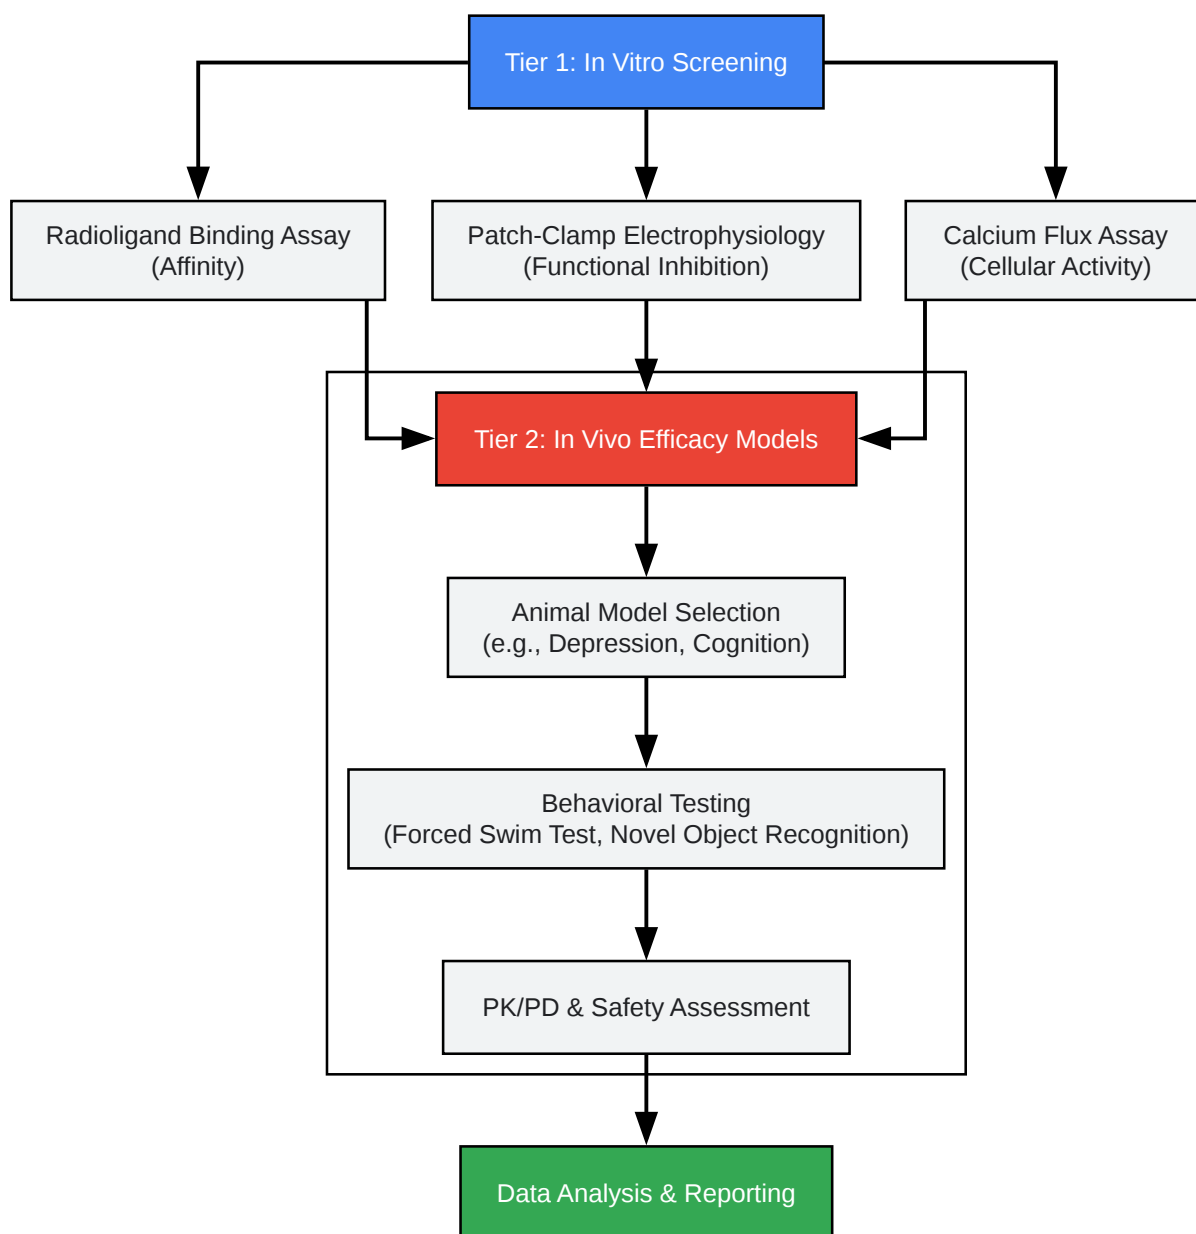 Tier 1: In Vitro Screening
Radioligand Binding Assay
(Affinity)
Patch-Clamp Electrophysiology
(Functional Inhibition)
Calcium Flux Assay
(Cellular Activity)
Tier 2: In Vivo Efficacy Models
Animal Model Selection
(e.g., Depression, Cognition)
Behavioral Testing
(Forced Swim Test, Novel Object Recognition)
PK/PD & Safety Assessment
Data Analysis & Reporting